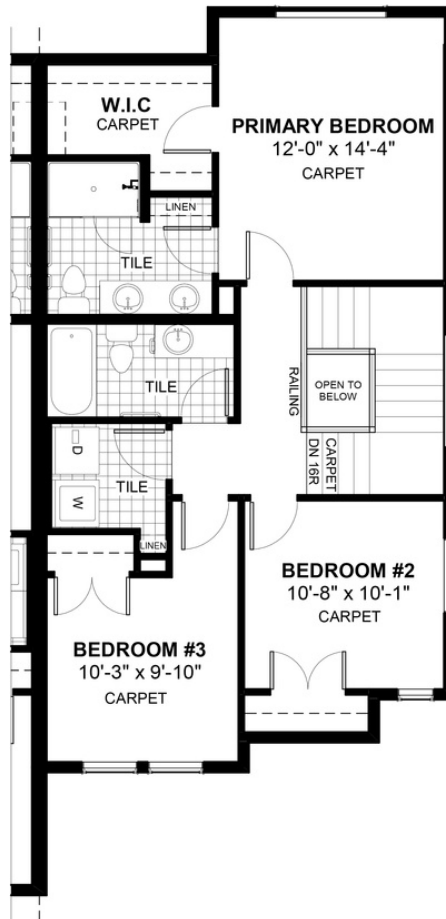 W.I.C
CARPET
PRIMARY BEDROOM
12'-0" x 14'-4"
CARPET
LINEN
TILE
TILE
RAILING
OPEN TO
BELOW
CARPET
DN 16R
D
W
TILE
LINEN
BEDROOM #2
10'-8" x 10'-1"
CARPET
BEDROOM #3
10'-3" x 9'-10"
CARPET